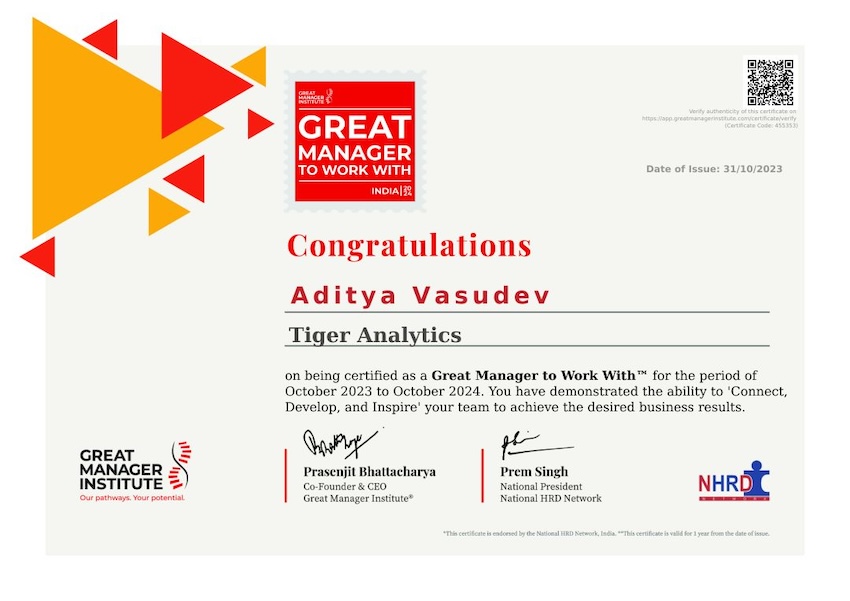 GREAT
MANAGER
INSTITUTE
GREAT
MANAGER
TO WORK WITH
INDIA 2024
Verify authenticity of this certificate on
https://app.greatmanagerinstitute.com/certificate/verify
(Certificate Code: 455353)
Date of Issue: 31/10/2023
Congratulations
Aditya Vasudev
Tiger Analytics
on being certified as a Great Manager to Work With™ for the period of
October 2023 to October 2024. You have demonstrated the ability to 'Connect,
Develop, and Inspire' your team to achieve the desired business results.
GREAT
MANAGER
INSTITUTE
Our pathways. Your potential.
Prasenjit Bhattacharya
Co-Founder & CEO
Great Manager Institute®
Prem Singh
National President
National HRD Network
NHRD
NETWORK
*This certificate is endorsed by the National HRD Network, India. **This certificate is valid for 1 year from the date of issue.